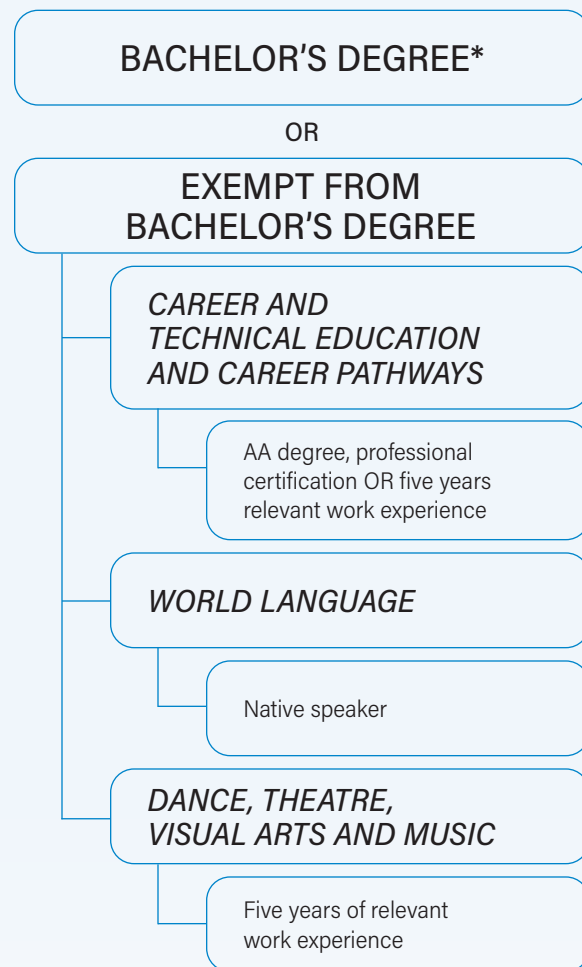 BACHELOR'S DEGREE*
OR
EXEMPT FROM
BACHELOR'S DEGREE
CAREER AND
TECHNICAL EDUCATION
AND CAREER PATHWAYS
AA degree, professional
certification OR five years
relevant work experience
WORLD LANGUAGE
Native speaker
DANCE, THEATRE,
VISUAL ARTS AND MUSIC
Five years of relevant
work experience